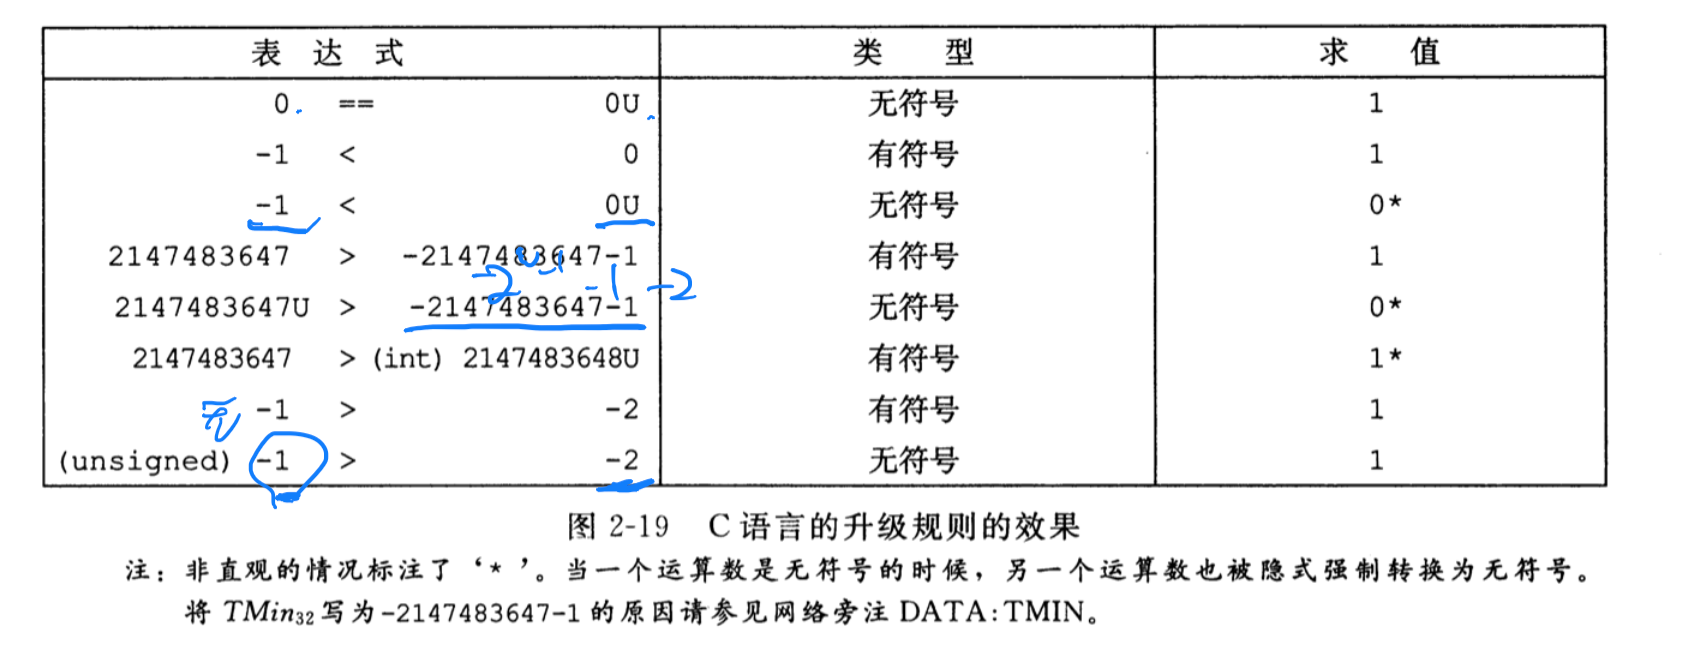 表 达 式 类 型 求 值
0 == 0U 无符号 1
-1 < 0 有符号 1
-1 < 0U 无符号 0*
2147483647 > -2147483647-1 有符号 1
2147483647U > -2147483647-1 无符号 0*
2147483647 > (int) 2147483648U 有符号 1*
-1 > -2 有符号 1
(unsigned) -1 > -2 无符号 1
图 2-19 C 语言的升级规则的效果
注：非直观的情况标注了‘*’。当一个运算数是无符号的时候，另一个运算数也被隐式强制转换为无符号。
将 TMin32 写为-2147483647-1 的原因请参见网络旁注 DATA:TMIN。